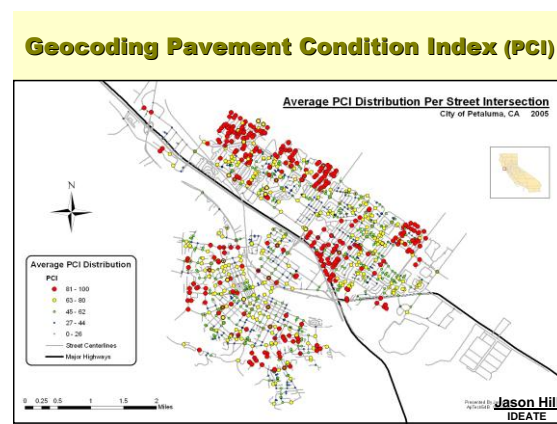 Geocoding Pavement Condition Index (PCI)
Average PCI Distribution Per Street Intersection
City of Petaluma, CA 2005
N
Average PCI Distribution
PCI
81 - 100
63 - 80
45 - 62
27 - 44
0 - 26
Street Centerlines
Major Highways
0 0.25 0.5 1 1.5 2
Miles
Presented By
Jason Hill
IDEATE